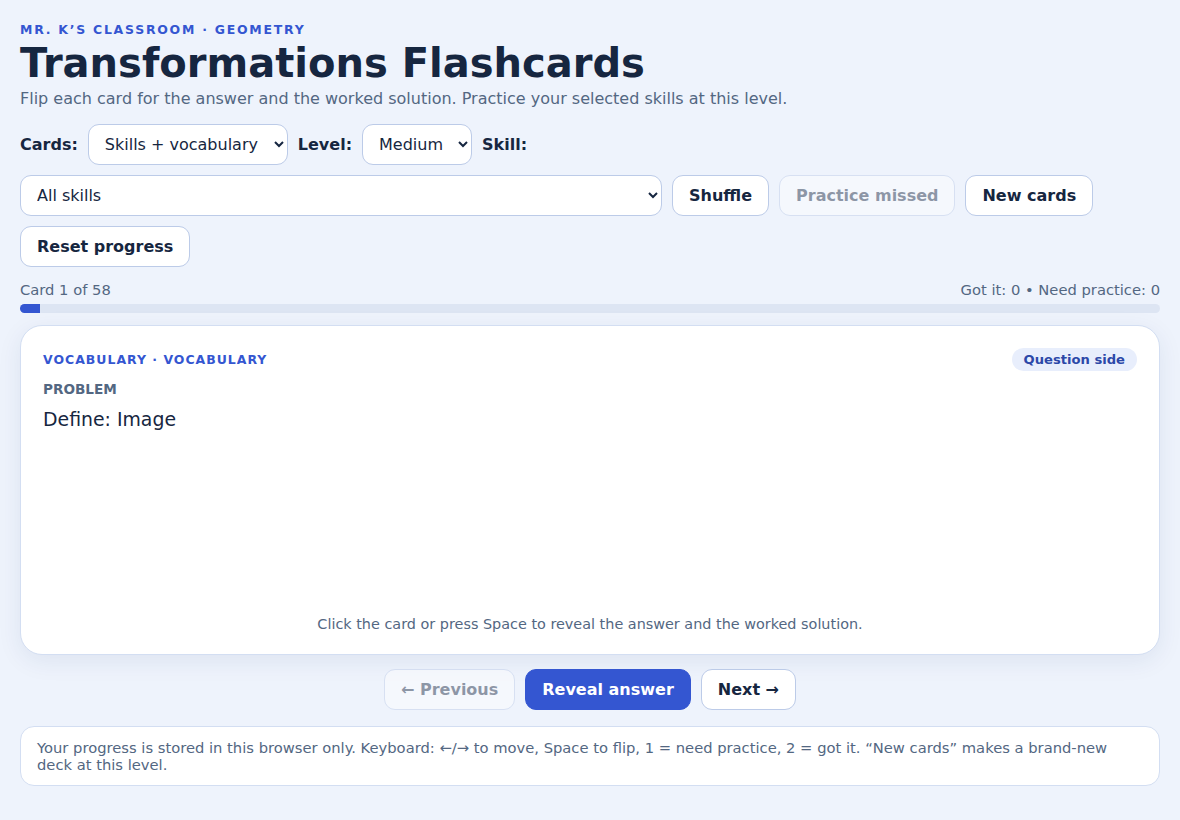 MR. K’S CLASSROOM · GEOMETRY
Transformations Flashcards
Flip each card for the answer and the worked solution. Practice your selected skills at this level.
Cards: Skills + vocabulary Level: Medium Skill:
All skills Shuffle Practice missed New cards
Reset progress
Card 1 of 58 Got it: 0 • Need practice: 0
VOCABULARY · VOCABULARY Question side
PROBLEM
Define: Image
Click the card or press Space to reveal the answer and the worked solution.
← Previous Reveal answer Next →
Your progress is stored in this browser only. Keyboard: ←/→ to move, Space to flip, 1 = need practice, 2 = got it. “New cards” makes a brand-new
deck at this level.